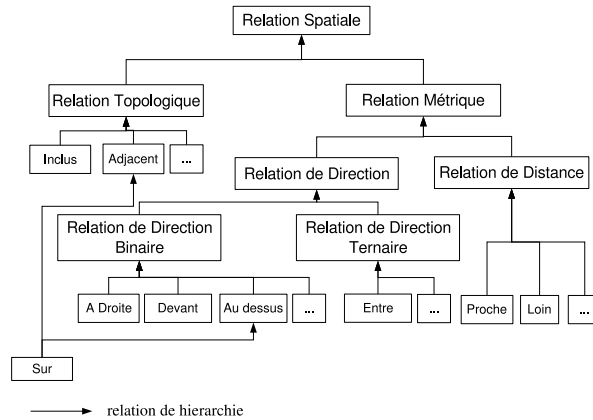 Relation Spatiale
Relation Topologique
Relation Métrique
Inclus
Adjacent
...
Relation de Direction
Relation de Distance
Relation de Direction
Binaire
Relation de Direction
Ternaire
A Droite
Devant
Au dessus
...
Entre
...
Proche
Loin
...
Sur
relation de hierarchie